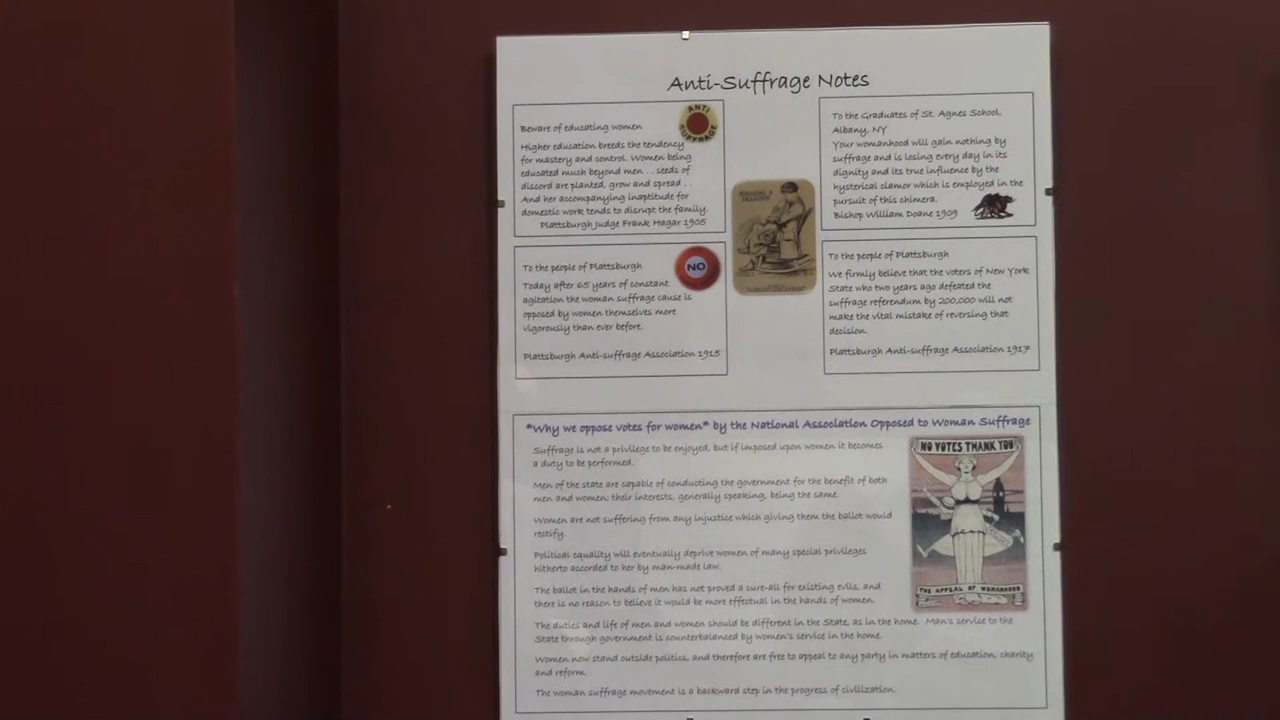 Anti-Suffrage Notes
ANTI
SUFFRAGE
Beware of educating women
Higher education breeds the tendency
for mastery and control. Women being
educated much beyond men . . seeds of
discord are planted, grow and spread . .
And her accompanying inaptitude for
domestic work tends to disrupt the family.
Plattsburgh Judge Frank Hagar 1905
To the Graduates of St. Agnes School,
Albany, NY
Your womanhood will gain nothing by
suffrage and is losing every day in its
dignity and its true influence by the
hysterical clamor which is employed in the
pursuit of this chimera.
Bishop William Doane 1909
NO
To the people of Plattsburgh
Today after 65 years of constant
agitation the woman suffrage cause is
opposed by women themselves more
vigorously than ever before.
Plattsburgh Anti-suffrage Association 1915
To the people of Plattsburgh
We firmly believe that the voters of New York
State who two years ago defeated the
suffrage referendum by 200,000 will not
make the vital mistake of reversing that
decision.
Plattsburgh Anti-suffrage Association 1917
"Why we oppose votes for women" by the National Association Opposed to Woman Suffrage
Suffrage is not a privilege to be enjoyed, but if imposed upon women it becomes
a duty to be performed.
Men of the state are capable of conducting the government for the benefit of both
men and women; their interests, generally speaking, being the same.
Women are not suffering from any injustice which giving them the ballot would
rectify.
Political equality will eventually deprive women of many special privileges
hitherto accorded to her by man-made law.
The ballot in the hands of men has not proved a cure-all for existing evils, and
there is no reason to believe it would be more effectual in the hands of women.
The duties and life of men and women should be different in the State, as in the home. Man's service to the
State through government is counterbalanced by women's service in the home.
Women now stand outside politics, and therefore are free to appeal to any party in matters of education, charity
and reform.
The woman suffrage movement is a backward step in the progress of civilization.
NO VOTES THANK YOU
THE APPEAL OF WOMANHOOD